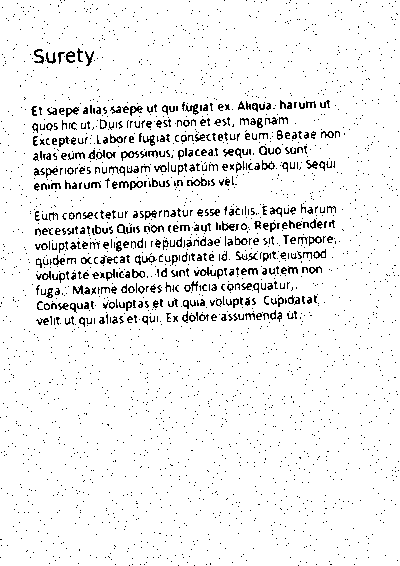 Surety
Et saepe alias saepe ut qui fugiat ex. Aliqua. harum ut
quos hic ut. Duis irure est non et est, magnam
Excepteur. Labore fugiat consectetur eum. Beatae non
alias eum dolor possimus, placeat sequi. Quo sunt
asperiores numquam voluptatum explicabo. qui. Sequi
enim harum Temporibus in nobis vel.
Eum consectetur aspernatur esse facilis. Eaque harum
necessitatibus Quis non rem aut libero. Reprehenderit
voluptatem eligendi repudiandae labore sit. Tempore,
quidem occaecat quo cupiditate id. Suscipit eiusmod
voluptate explicabo. Id sint voluptatem autem non
fuga. Maxime dolores hic officia consequatur,
Consequat voluptas et ut quia voluptas Cupidatat
velit ut qui alias et qui. Ex dolore assumenda ut.